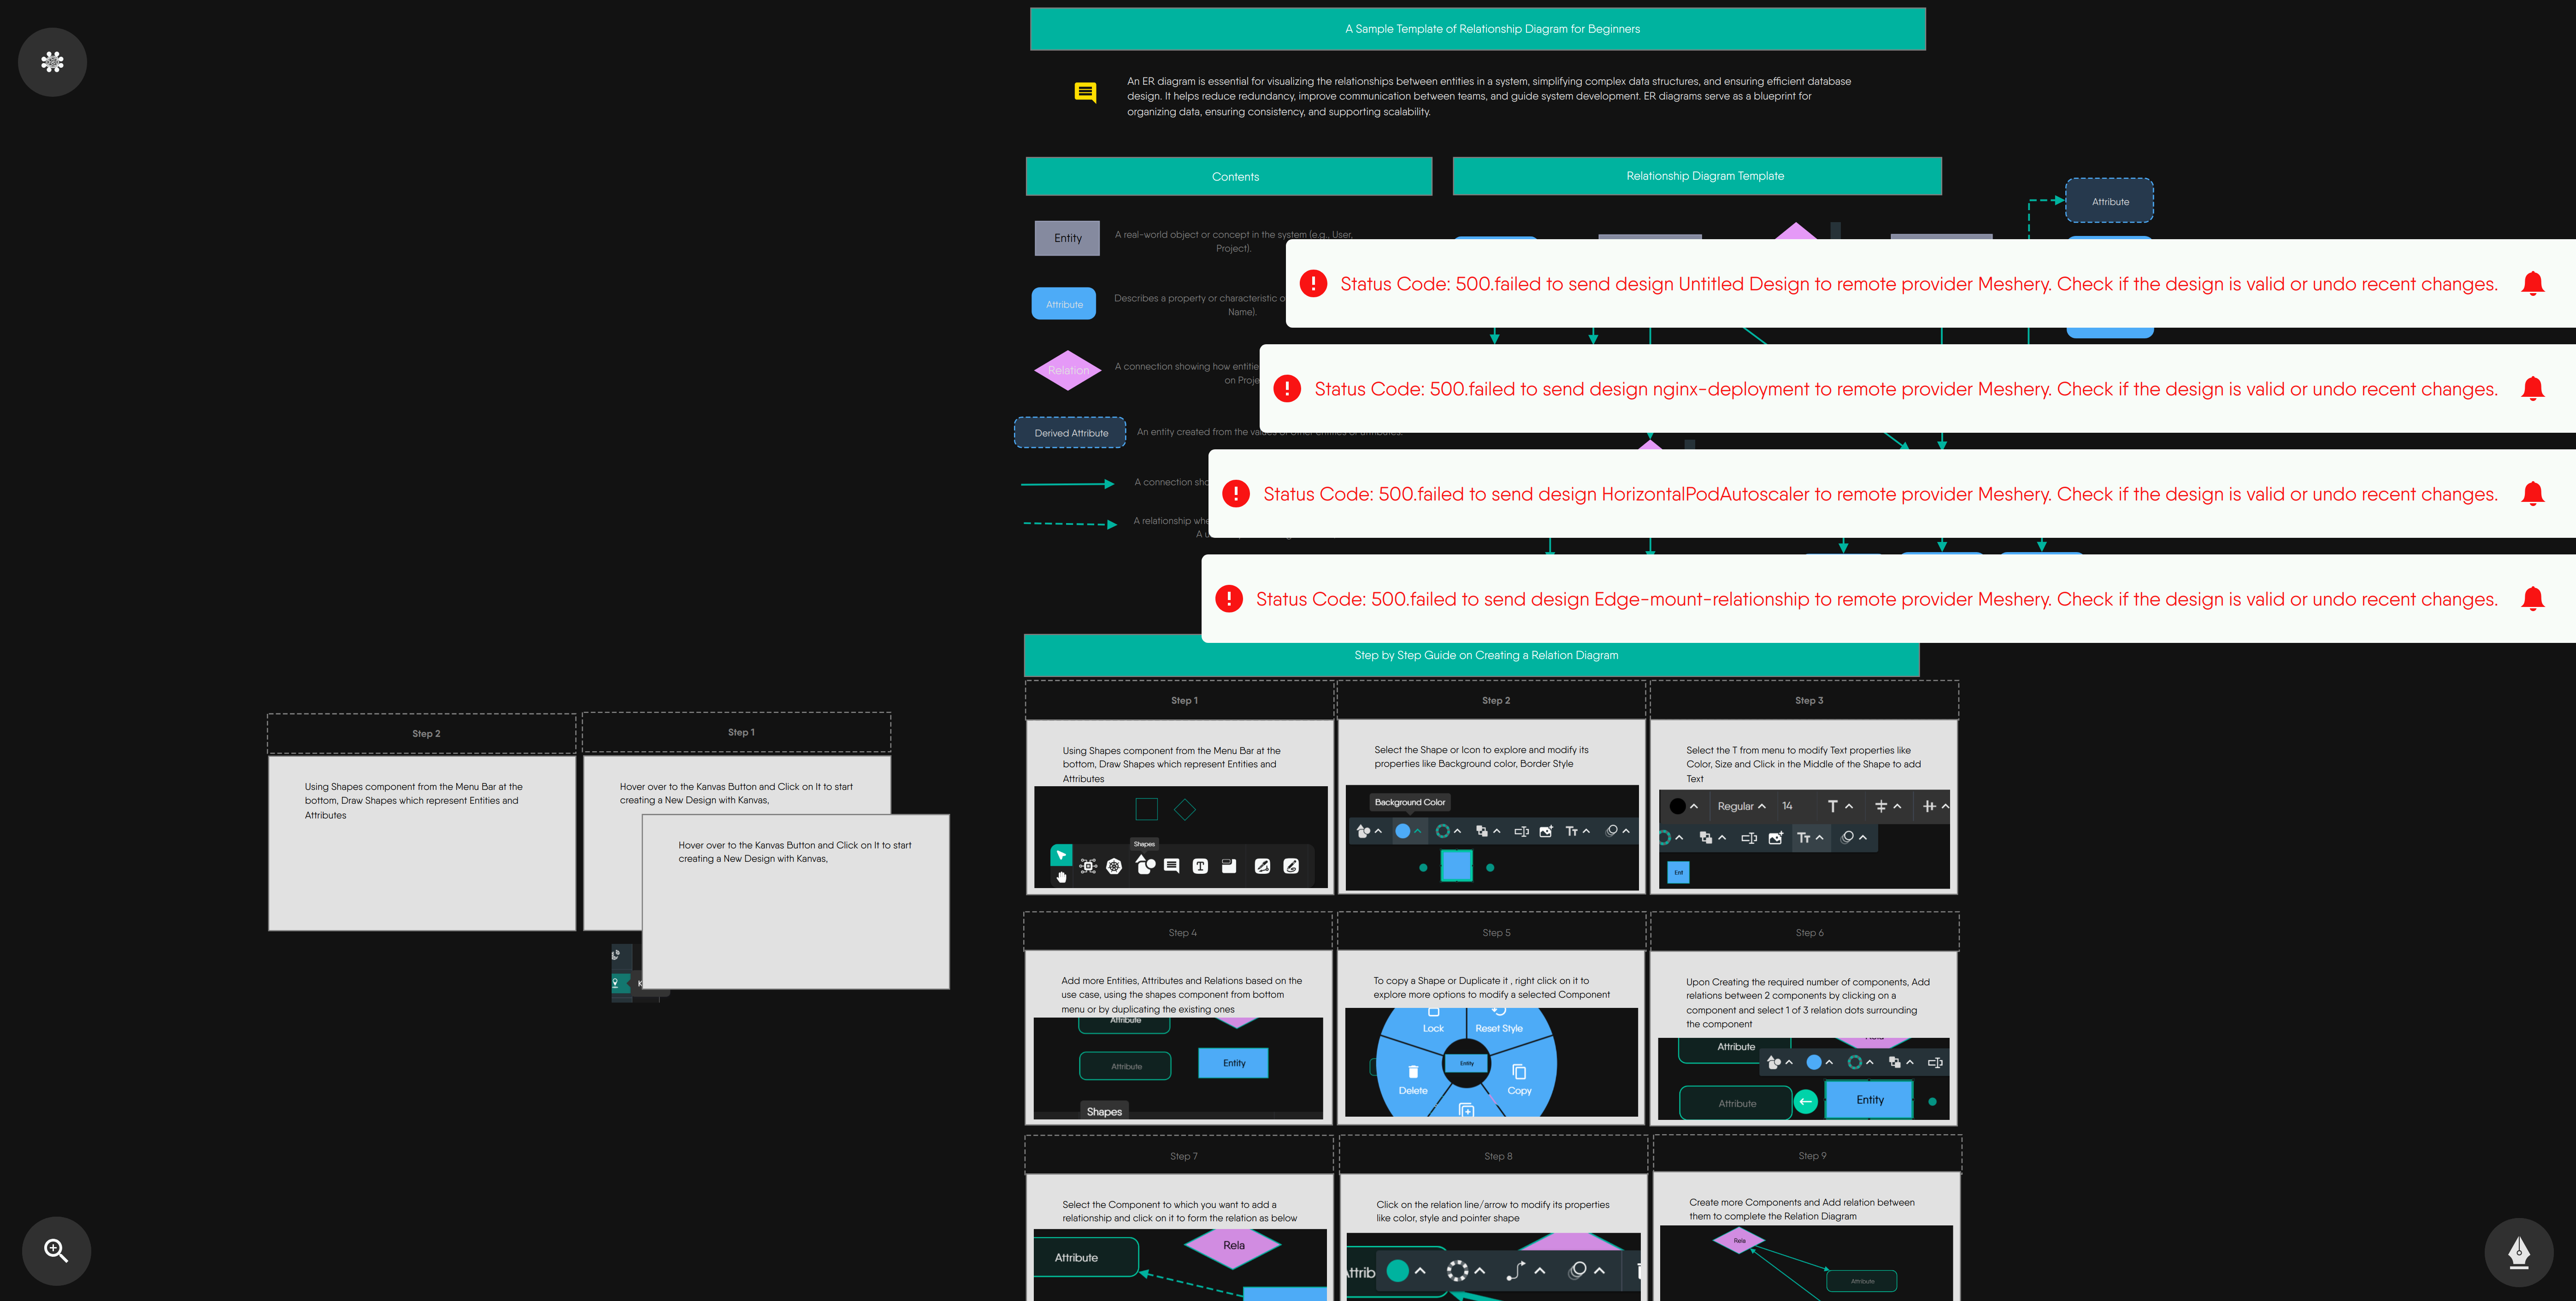 A Sample Template of Relationship Diagram for Beginners
An ER diagram is essential for visualizing the relationships between entities in a system, simplifying complex data structures, and ensuring efficient database
design. It helps reduce redundancy, improve communication between teams, and guide system development. ER diagrams serve as a blueprint for
organizing data, ensuring consistency, and supporting scalability.
Contents
Relationship Diagram Template
Attribute
Entity
A real-world object or concept in the system (e.g., User,
Project).
Attribute
Describes a property or characteristic o
Name).
Relation
A connection showing how entitie
on Proje
Derived Attribute
An entity created from the values of other entities or attributes.
A connection sho
A relationship whe
A u
Status Code: 500.failed to send design Untitled Design to remote provider Meshery. Check if the design is valid or undo recent changes.
Status Code: 500.failed to send design nginx-deployment to remote provider Meshery. Check if the design is valid or undo recent changes.
Status Code: 500.failed to send design HorizontalPodAutoscaler to remote provider Meshery. Check if the design is valid or undo recent changes.
Status Code: 500.failed to send design Edge-mount-relationship to remote provider Meshery. Check if the design is valid or undo recent changes.
Step by Step Guide on Creating a Relation Diagram
Step 2
Using Shapes component from the Menu Bar at the
bottom, Draw Shapes which represent Entities and
Attributes
Step 1
Hover over to the Kanvas Button and Click on It to start
creating a New Design with Kanvas,
Hover over to the Kanvas Button and Click on It to start
creating a New Design with Kanvas,
K
Step 1
Using Shapes component from the Menu Bar at the
bottom, Draw Shapes which represent Entities and
Attributes
Shapes
Step 2
Select the Shape or Icon to explore and modify its
properties like Background color, Border Style
Background Color
Tt
Step 3
Select the T from menu to modify Text properties like
Color, Size and Click in the Middle of the Shape to add
Text
Regular
14
T
Tt
Ent
Step 4
Add more Entities, Attributes and Relations based on the
use case, using the shapes component from bottom
menu or by duplicating the existing ones
Attribute
Attribute
Entity
Shapes
Step 5
To copy a Shape or Duplicate it , right click on it to
explore more options to modify a selected Component
Lock
Reset Style
Entity
Delete
Copy
Step 6
Upon Creating the required number of components, Add
relations between 2 components by clicking on a
component and select 1 of 3 relation dots surrounding
the component
Attribute
Rela
Attribute
Entity
Step 7
Select the Component to which you want to add a
relationship and click on it to form the relation as below
Attribute
Rela
Step 8
Click on the relation line/arrow to modify its properties
like color, style and pointer shape
Attrib
Step 9
Create more Components and Add relation between
them to complete the Relation Diagram
Rela
Attribute